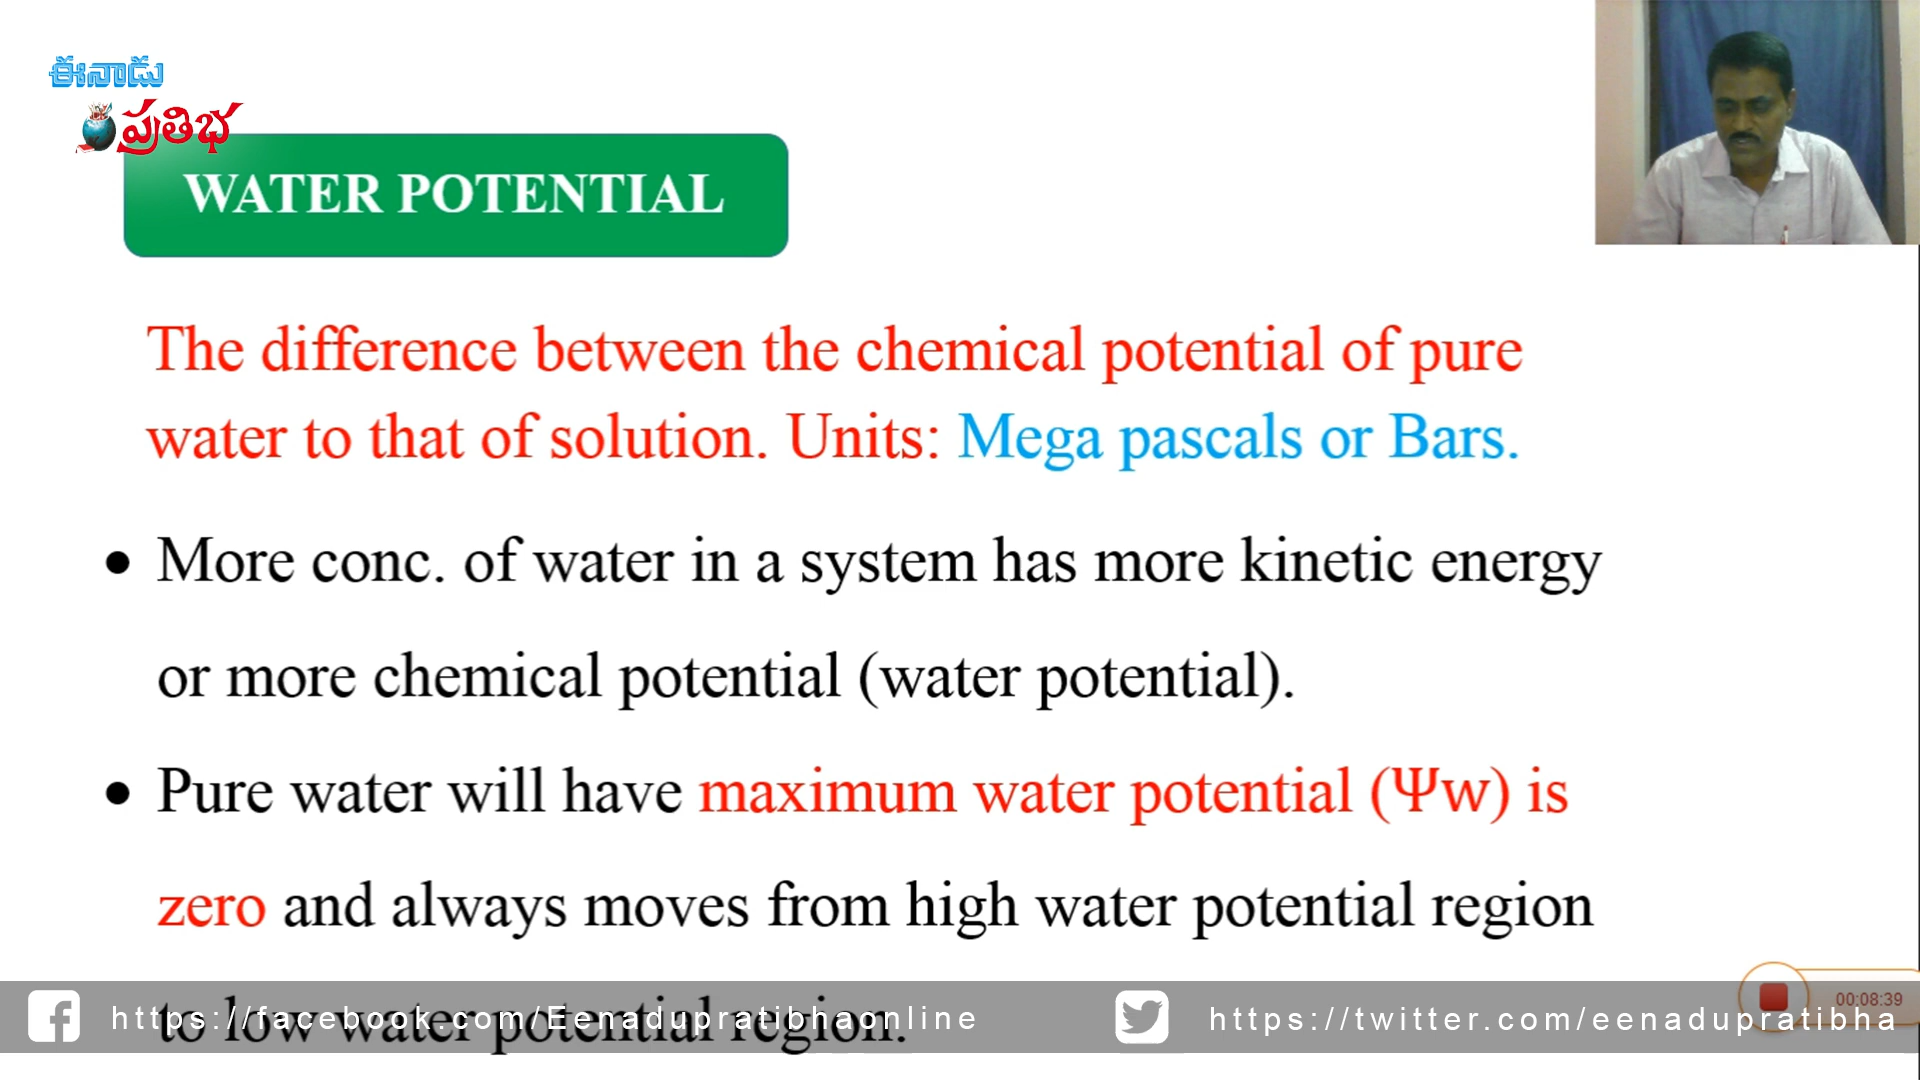 ఈనాడు
ప్రతిభ
WATER POTENTIAL
The difference between the chemical potential of pure
water to that of solution. Units: Mega pascals or Bars.
• More conc. of water in a system has more kinetic energy
or more chemical potential (water potential).
• Pure water will have maximum water potential (Ψw) is
zero and always moves from high water potential region
to low water potential region.
https://facebook.com/Eenadupratibhaonline
https://twitter.com/eenadupratibha
00:08:39